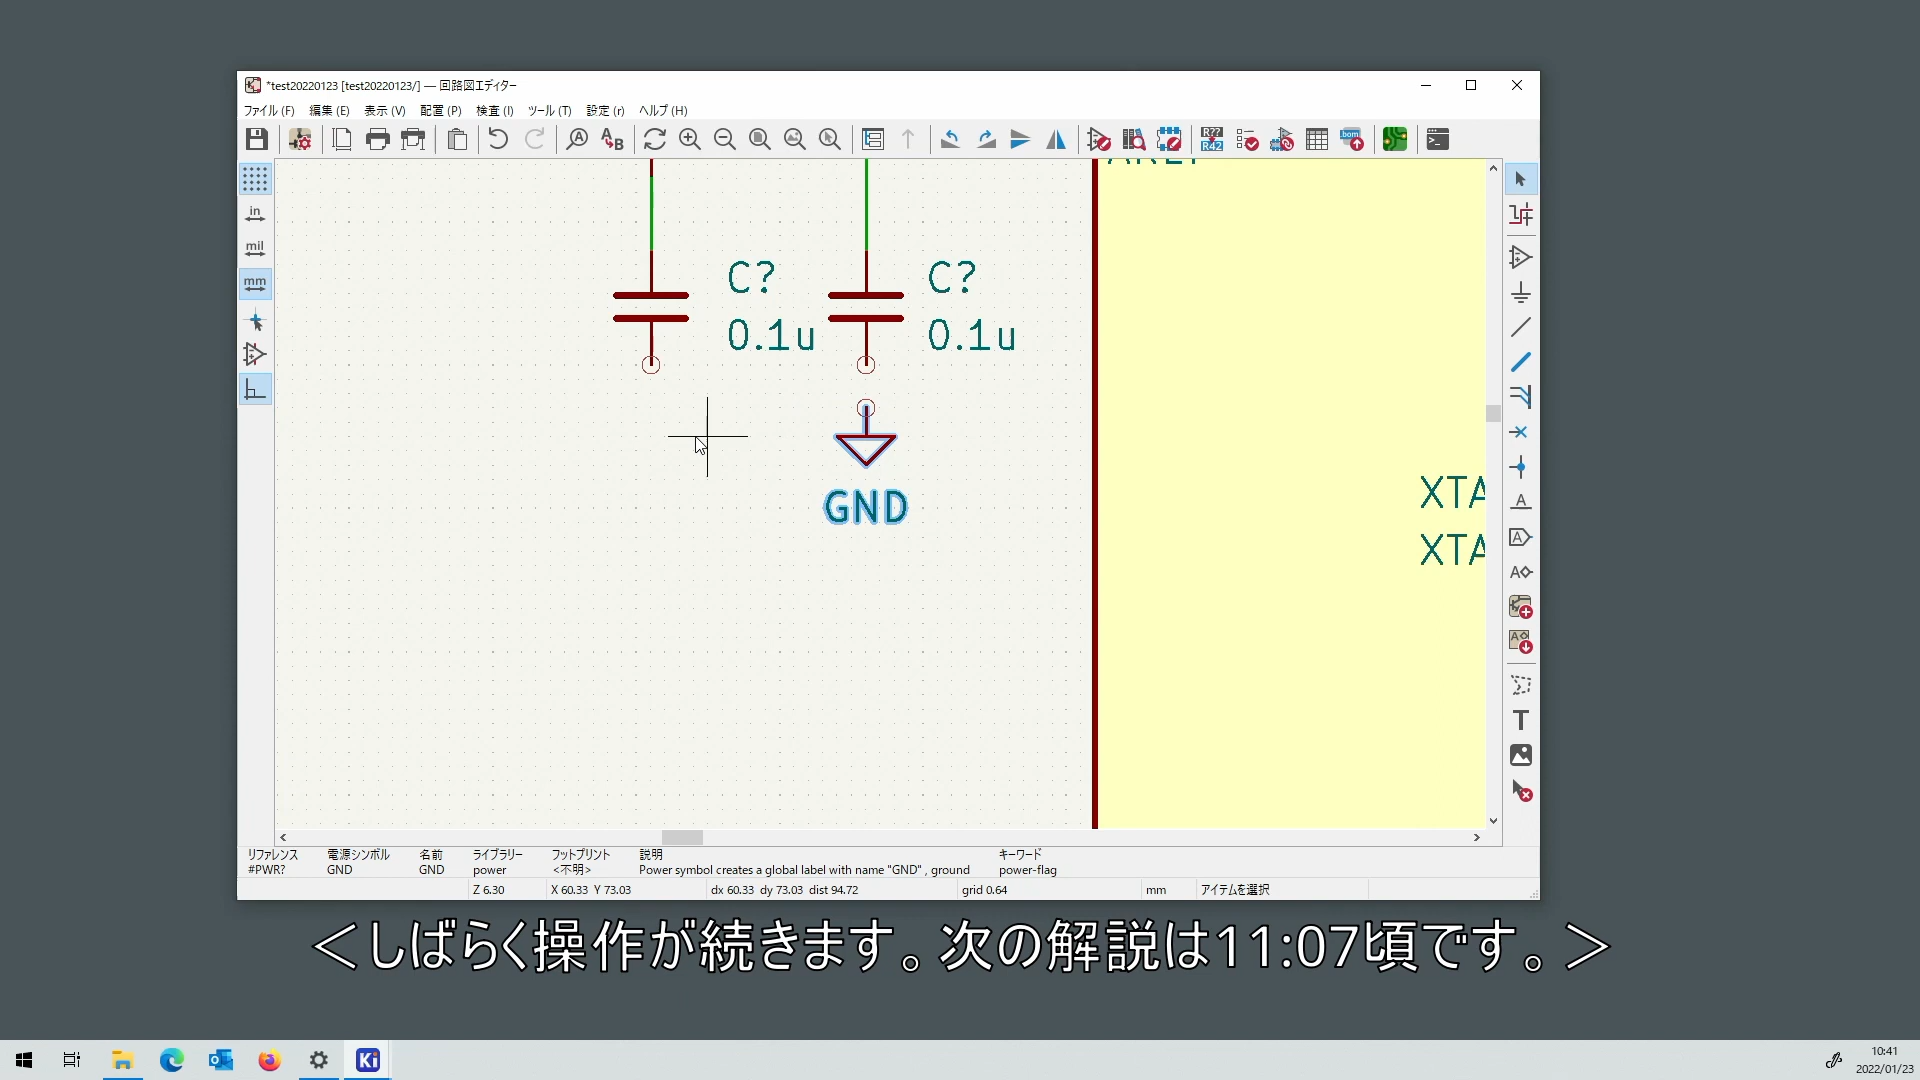 *test20220123 [test20220123/] — 回路図エディター
ファイル (F) 編集 (E) 表示 (V) 配置 (P) 検査 (I) ツール (T) 設定 (r) ヘルプ (H)
in
mil
mm
C?
0.1u
C?
0.1u
GND
XTA
XTA
リファレンス 電源シンボル 名前 ライブラリー フットプリント 説明 キーワード
#PWR? GND GND power <不明> Power symbol creates a global label with name "GND" , ground power-flag
Z 6.30 X 60.33 Y 73.03 dx 60.33 dy 73.03 dist 94.72 grid 0.64 mm アイテムを選択
＜しばらく操作が続きます。次の解説は11:07頃です。＞
Ki
10:41
2022/01/23